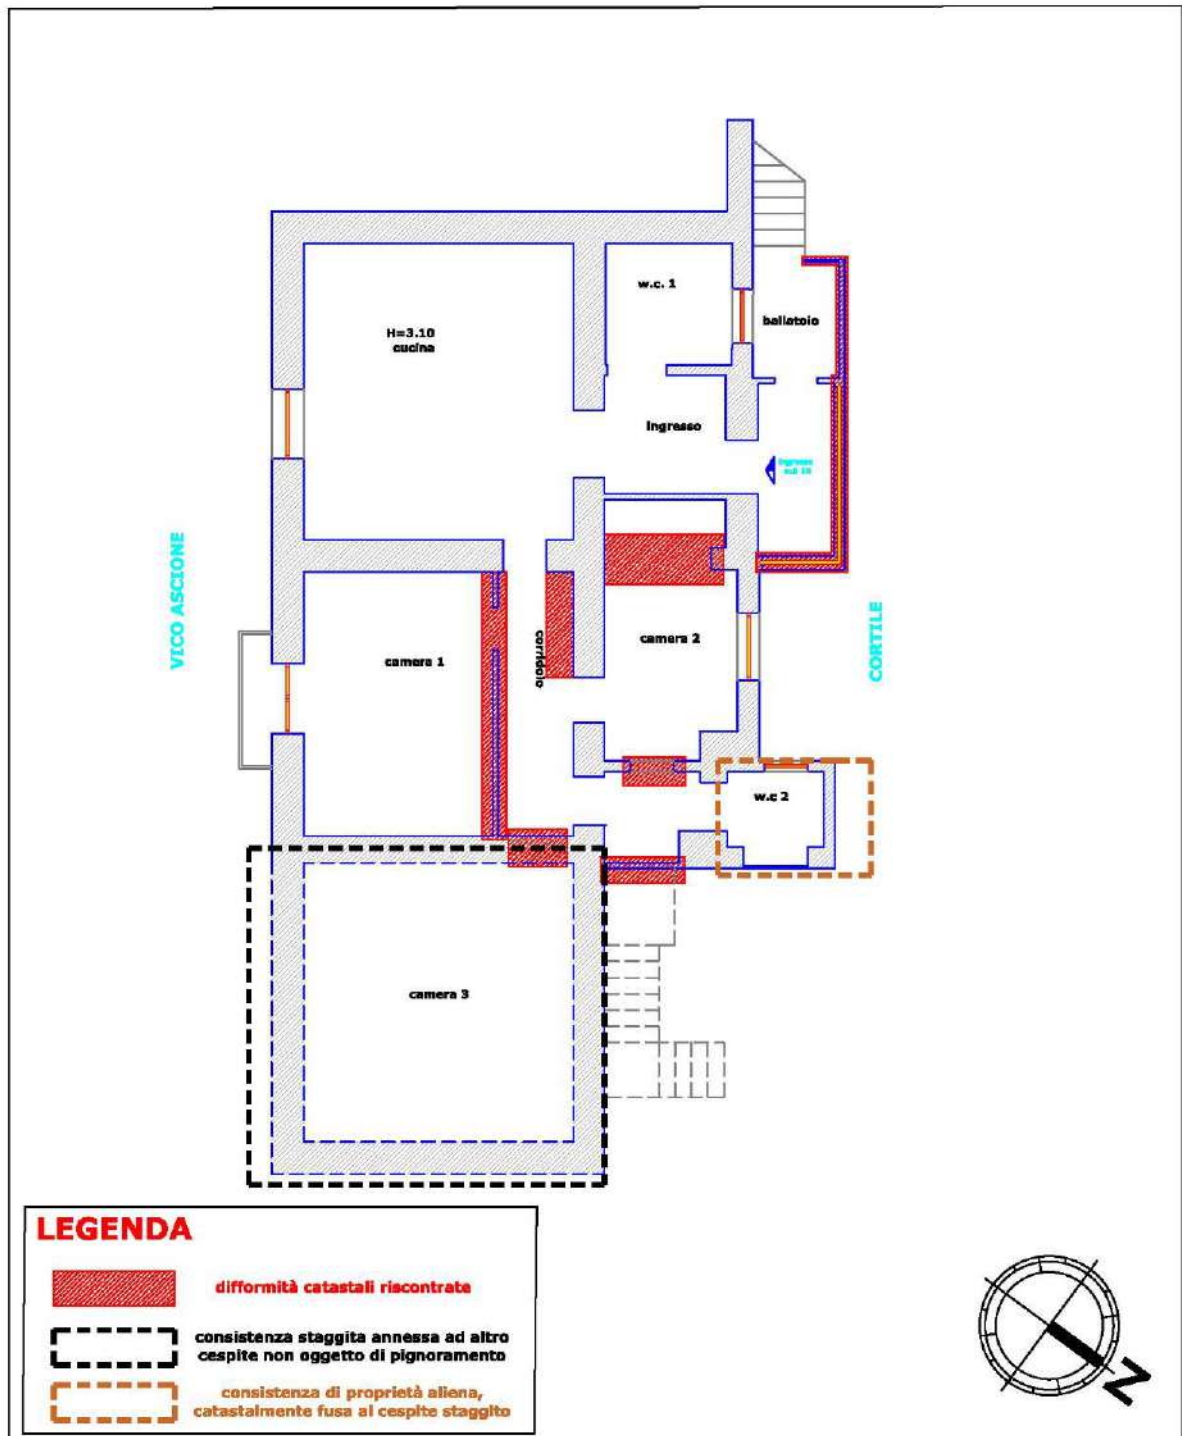 w.c. 1
H=3.10
cucina
ballatoio
ingresso
ingresso
VICO ASCIONE
CORTILE
camera 1
corridoio
camera 2
w.c 2
camera 3
LEGENDA
difformità catastali riscontrate
consistenza staggita annessa ad altro
cespite non oggetto di pignoramento
consistenza di proprietà aliena,
catastalmente fusa al cespite staggito
N